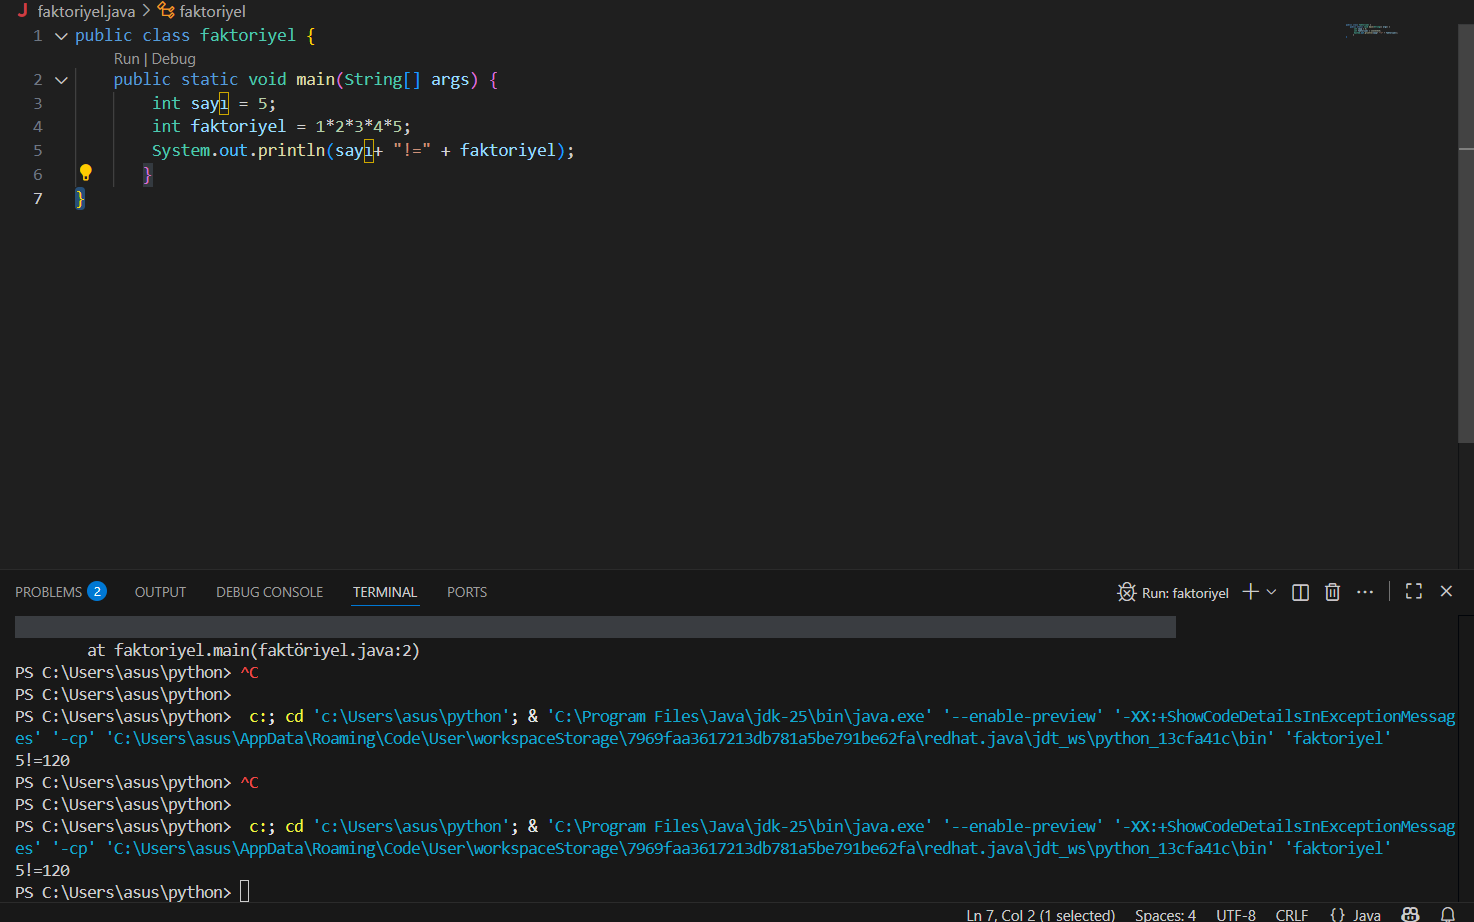 faktoriyel.java > faktoriyel
1 public class faktoriyel {
Run | Debug
2 public static void main(String[] args) {
3 int sayı = 5;
4 int faktoriyel = 1*2*3*4*5;
5 System.out.println(sayı+ "!=" + faktoriyel);
6 }
7 }
PROBLEMS 2 OUTPUT DEBUG CONSOLE TERMINAL PORTS Run: faktoriyel
at faktoriyel.main(faktöriyel.java:2)
PS C:\Users\asus\python> ^C
PS C:\Users\asus\python>
PS C:\Users\asus\python> c:; cd 'c:\Users\asus\python'; & 'C:\Program Files\Java\jdk-25\bin\java.exe' '--enable-preview' '-XX:+ShowCodeDetailsInExceptionMessag
es' '-cp' 'C:\Users\asus\AppData\Roaming\Code\User\workspaceStorage\7969faa3617213db781a5be791be62fa\redhat.java\jdt_ws\python_13cfa41c\bin' 'faktoriyel'
5!=120
PS C:\Users\asus\python> ^C
PS C:\Users\asus\python>
PS C:\Users\asus\python> c:; cd 'c:\Users\asus\python'; & 'C:\Program Files\Java\jdk-25\bin\java.exe' '--enable-preview' '-XX:+ShowCodeDetailsInExceptionMessag
es' '-cp' 'C:\Users\asus\AppData\Roaming\Code\User\workspaceStorage\7969faa3617213db781a5be791be62fa\redhat.java\jdt_ws\python_13cfa41c\bin' 'faktoriyel'
5!=120
PS C:\Users\asus\python>
Ln 7, Col 2 (1 selected) Spaces: 4 UTF-8 CRLF {} Java